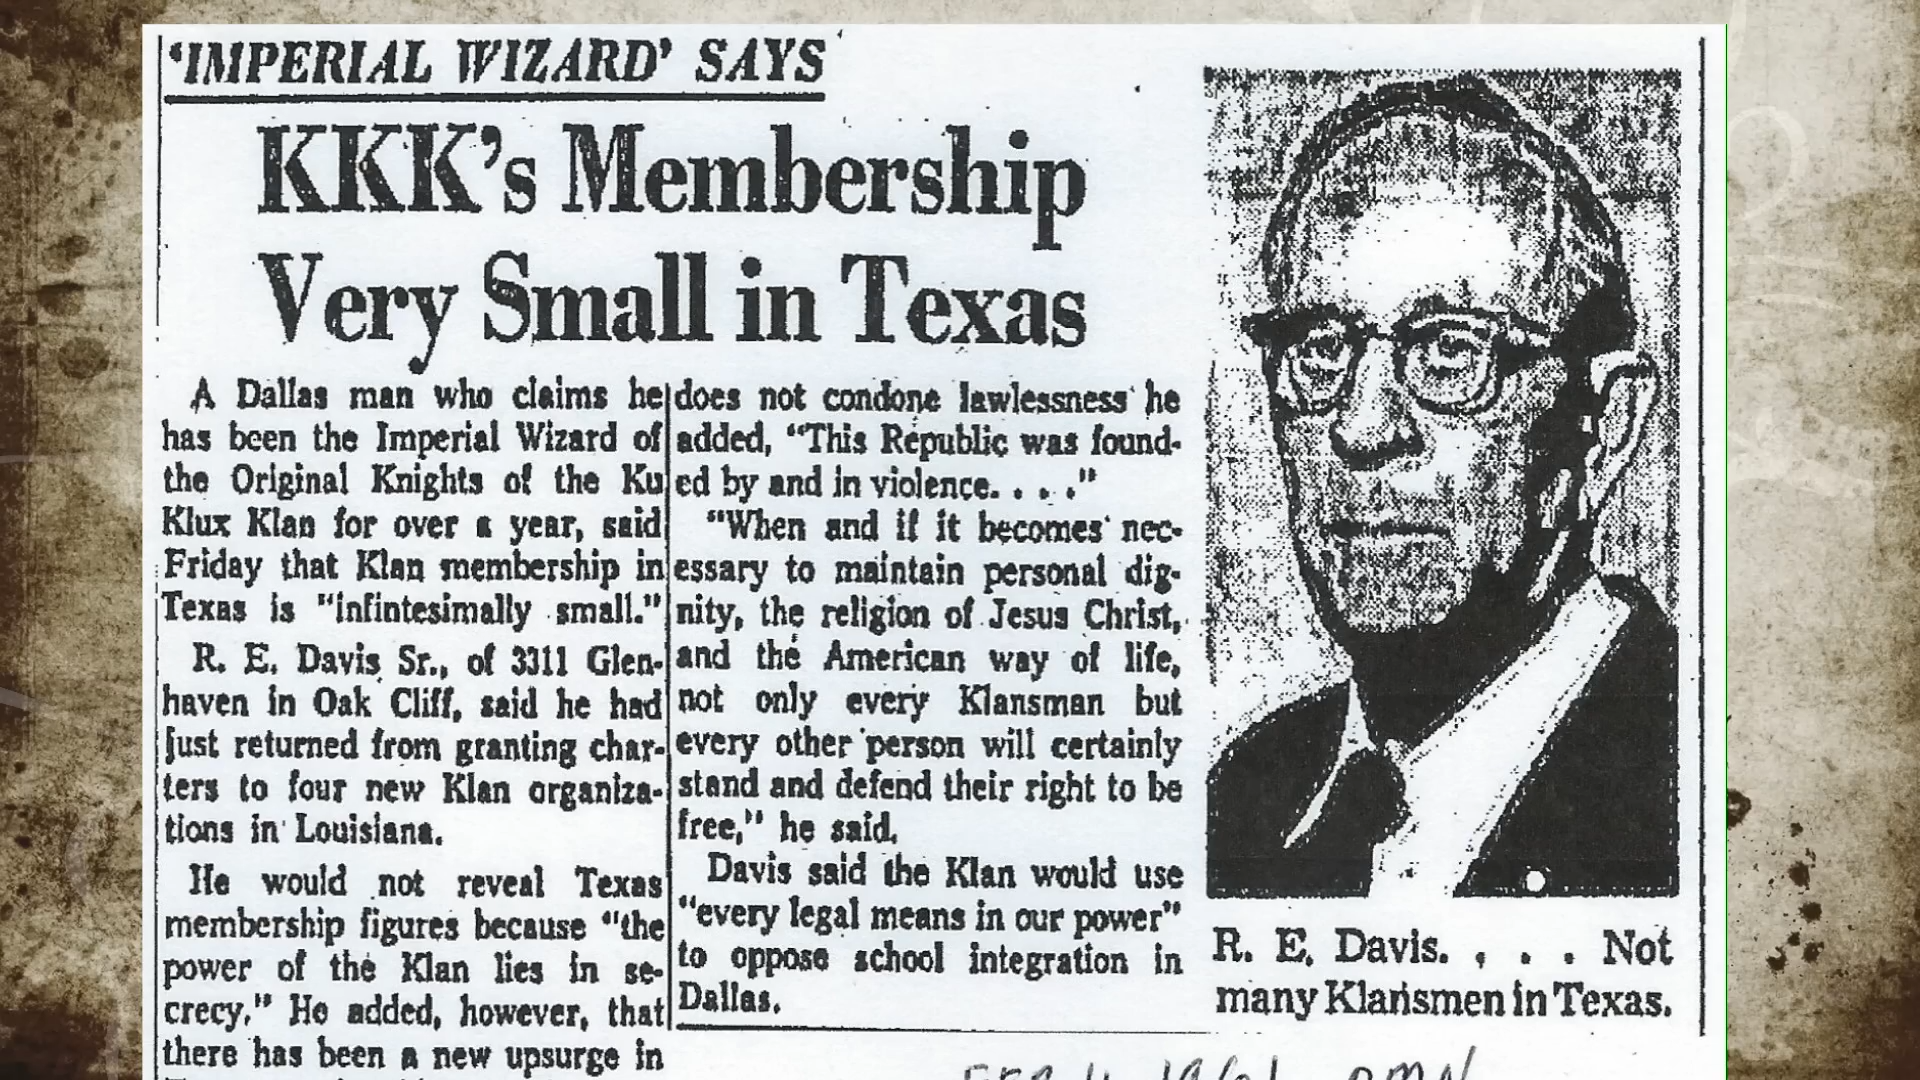 'IMPERIAL WIZARD' SAYS
KKK's Membership
Very Small in Texas
A Dallas man who claims he
has been the Imperial Wizard of
the Original Knights of the Ku
Klux Klan for over a year, said
Friday that Klan membership in
Texas is "infintesimally small."
R. E. Davis Sr., of 3311 Glen-
haven in Oak Cliff, said he had
just returned from granting char-
ters to four new Klan organiza-
tions in Louisiana.
He would not reveal Texas
membership figures because "the
power of the Klan lies in se-
crecy." He added, however, that
there has been a new upsurge in
does not condone lawlessness he
added, "This Republic was found-
ed by and in violence. . . ."
"When and if it becomes nec-
essary to maintain personal dig-
nity, the religion of Jesus Christ,
and the American way of life,
not only every Klansman but
every other person will certainly
stand and defend their right to be
free," he said.
Davis said the Klan would use
"every legal means in our power"
to oppose school integration in
Dallas.
R. E. Davis. . . . . Not
many Klansmen in Texas.